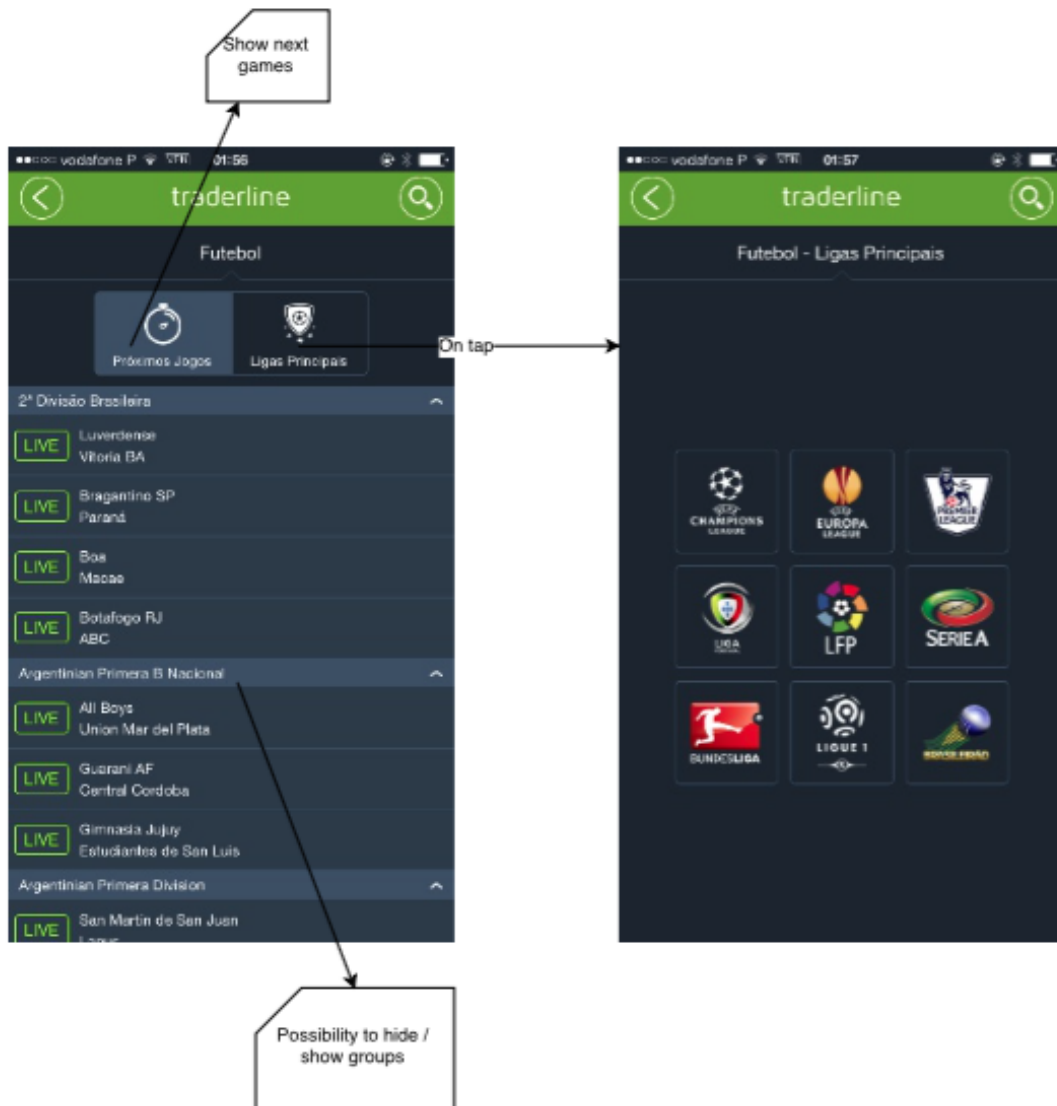 Show next
games
vodafone P VPN 01:56
traderline
Futebol
Próximos Jogos
Ligas Principais
2ª Divisão Brasileira
LIVE
Luverdense
Vitoria BA
LIVE
Bragantino SP
Paraná
LIVE
Boa
Macae
LIVE
Botafogo RJ
ABC
Argentinian Primera B Nacional
LIVE
All Boys
Union Mar del Plata
LIVE
Guarani AF
Central Cordoba
LIVE
Gimnasia Jujuy
Estudiantes de San Luis
Argentinian Primera Division
LIVE
San Martin de San Juan
Possibility to hide /
show groups
On tap
vodafone P VPN 01:57
traderline
Futebol - Ligas Principais
UEFA
CHAMPIONS
LEAGUE
UEFA
EUROPA
LEAGUE
PREMIER
LEAGUE
LIGA
LFP
SERIE A
BUNDESLIGA
LIGUE 1